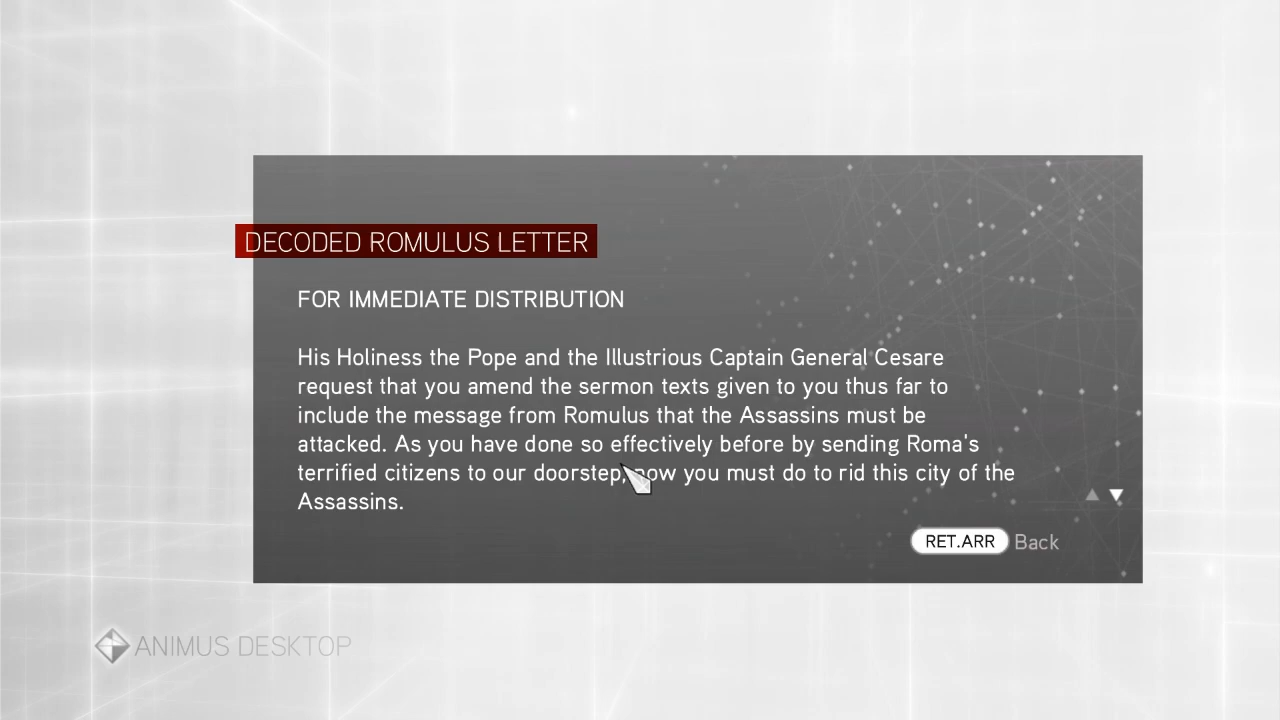 DECODED ROMULUS LETTER
FOR IMMEDIATE DISTRIBUTION
His Holiness the Pope and the Illustrious Captain General Cesare
request that you amend the sermon texts given to you thus far to
include the message from Romulus that the Assassins must be
attacked. As you have done so effectively before by sending Roma's
terrified citizens to our doorstep, now you must do to rid this city of the
Assassins.
RET.ARR Back
ANIMUS DESKTOP